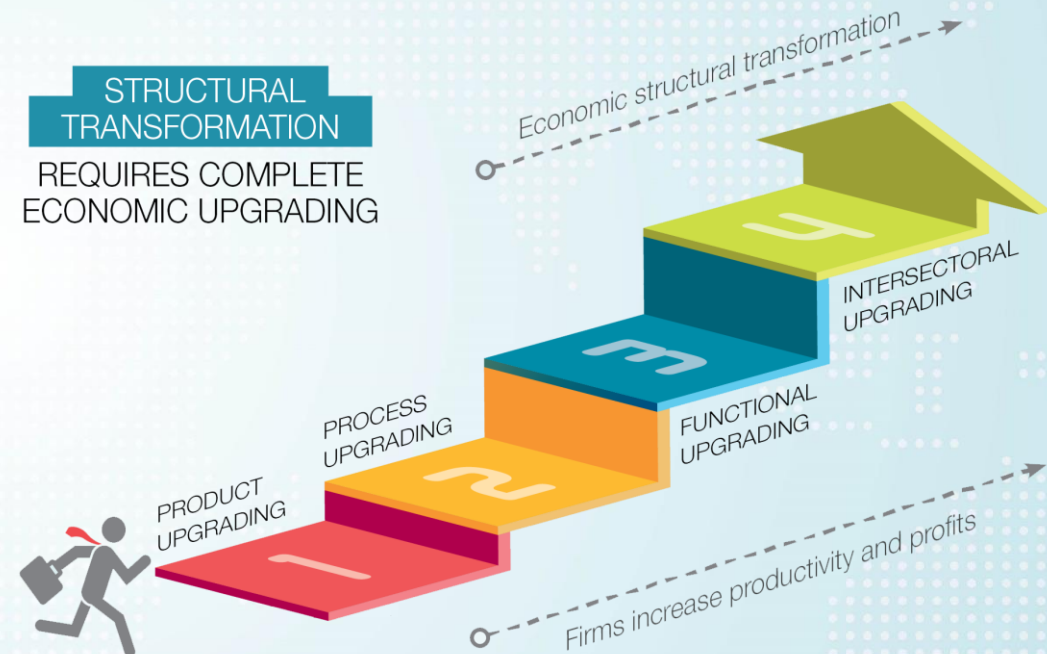 STRUCTURAL
TRANSFORMATION
REQUIRES COMPLETE
ECONOMIC UPGRADING
Economic structural transformation
4
INTERSECTORAL
UPGRADING
3
FUNCTIONAL
UPGRADING
PROCESS
UPGRADING
2
PRODUCT
UPGRADING
1
Firms increase productivity and profits